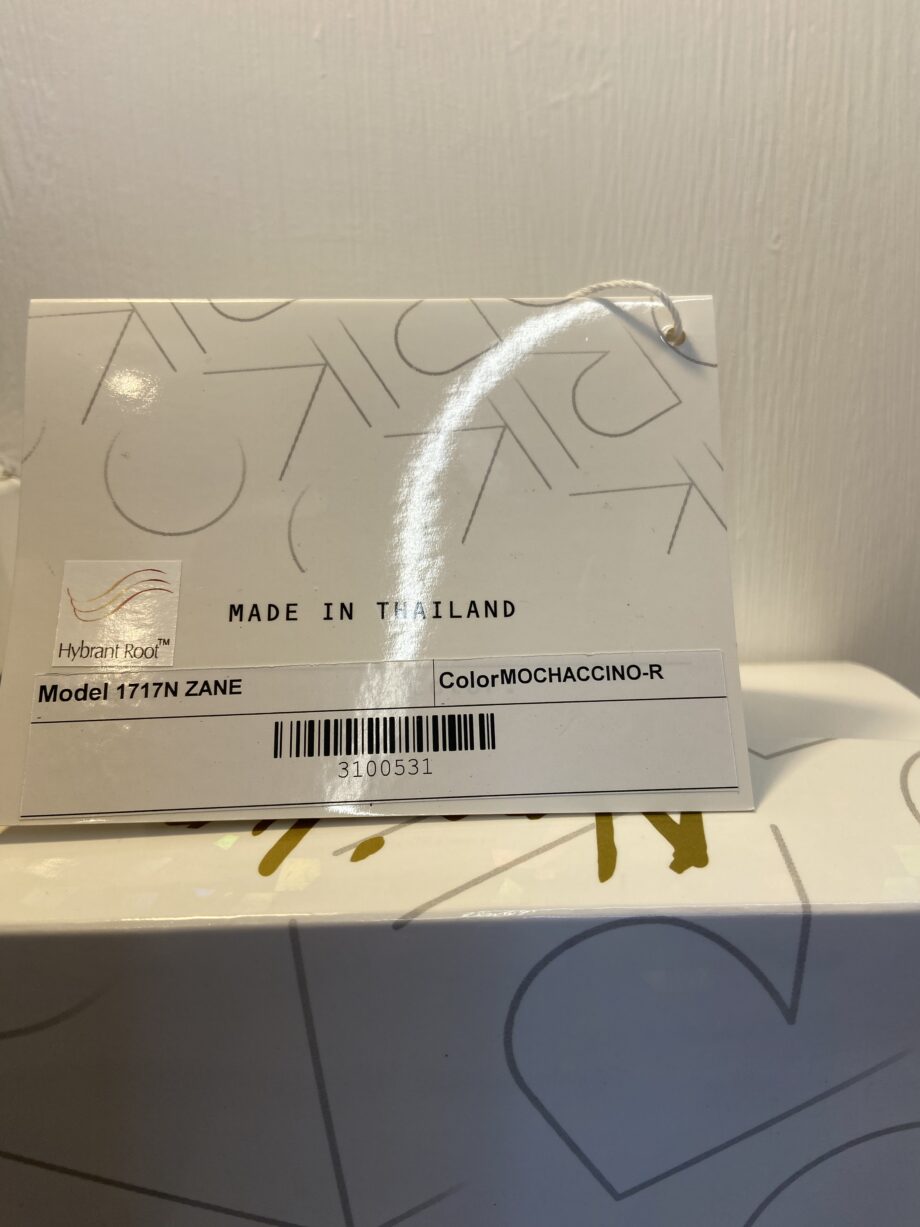 MADE IN THAILAND
Hybrant Root™
Model 1717N ZANE
ColorMOCHACCINO-R
3100531